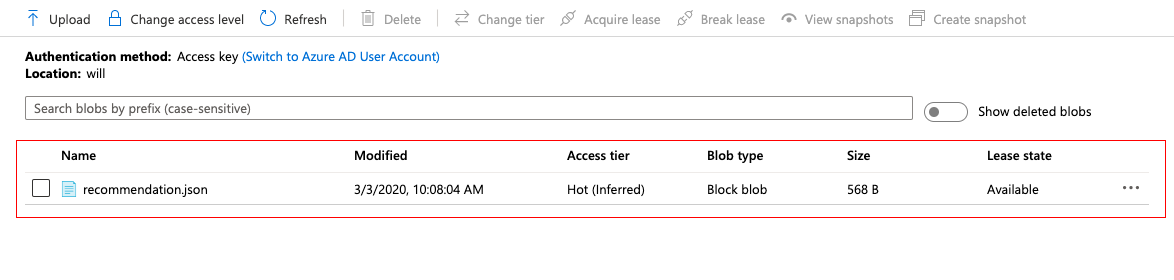 Upload Change access level Refresh Delete Change tier Acquire lease Break lease View snapshots Create snapshot
Authentication method: Access key (Switch to Azure AD User Account)
Location: will
Search blobs by prefix (case-sensitive) Show deleted blobs
Name Modified Access tier Blob type Size Lease state
recommendation.json 3/3/2020, 10:08:04 AM Hot (Inferred) Block blob 568 B Available ···